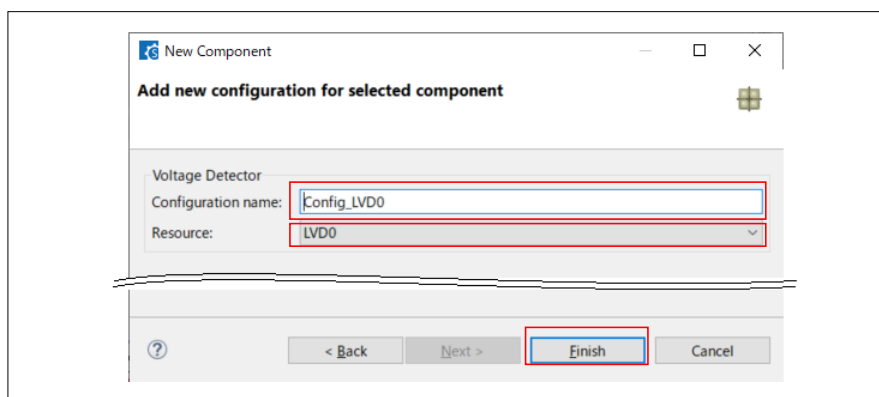 New Component
Add new configuration for selected component
Voltage Detector
Configuration name: Config_LVD0
Resource: LVD0
< Back Next > Finish Cancel